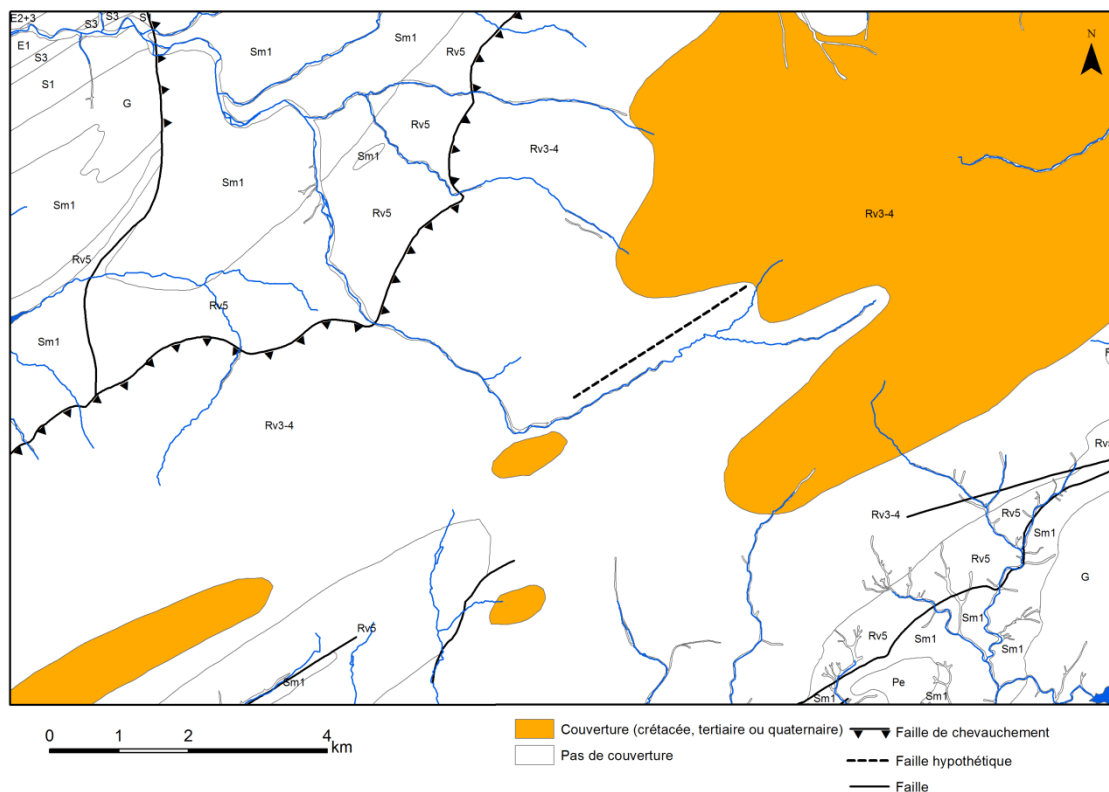 E2+3
S3
S3
S
Sm1
Sm1
Rv5
N
E1
S3
S1
G
Rv5
Rv3-4
Sm1
Sm1
Sm1
Rv5
Rv3-4
Rv5
Rv5
Sm1
Rv3-4
Rv3-4
Rv5
Sm1
Rv5
G
Sm1
Sm1
Rv5
Sm1
Rv5
Sm1
Pe
Sm1
Sm1
0 1 2 4
km
Couverture (crétacée, tertiaire ou quaternaire)
Pas de couverture
Faille de chevauchement
Faille hypothétique
Faille